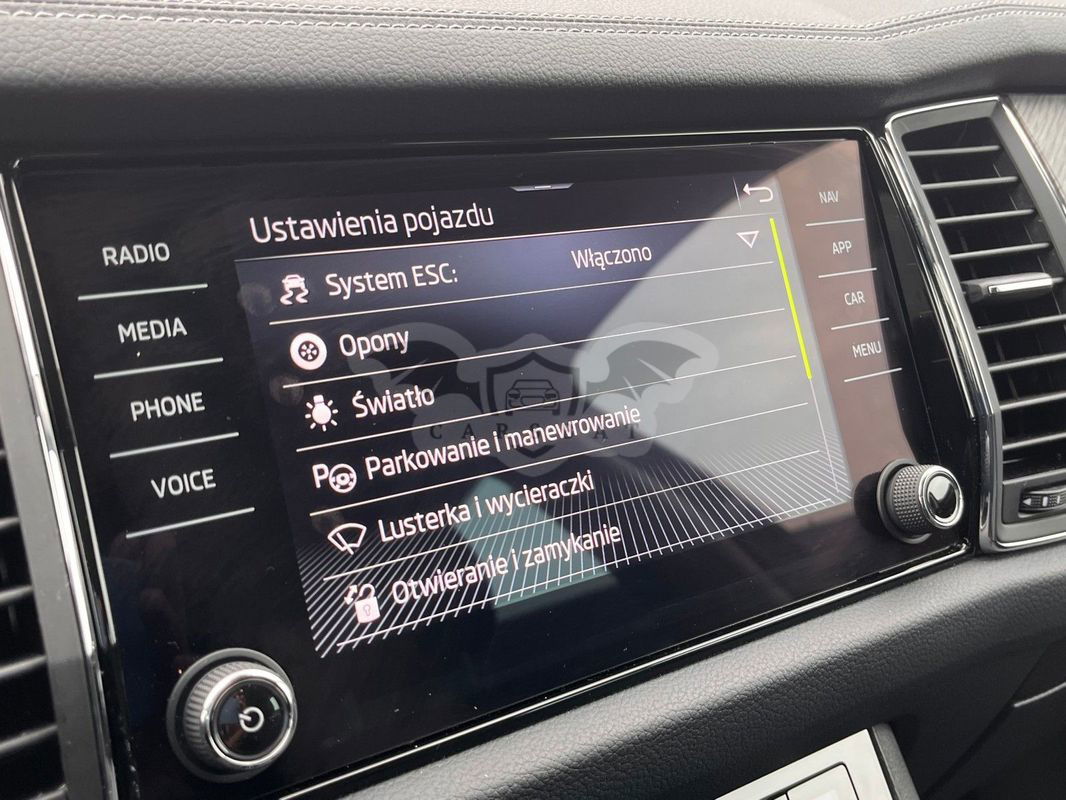 Ustawienia pojazdu
System ESC: Włączono
Opony
Światło
P Parkowanie i manewrowanie
Lusterka i wycieraczki
Otwieranie i zamykanie
RADIO
MEDIA
PHONE
VOICE
NAV
APP
CAR
MENU